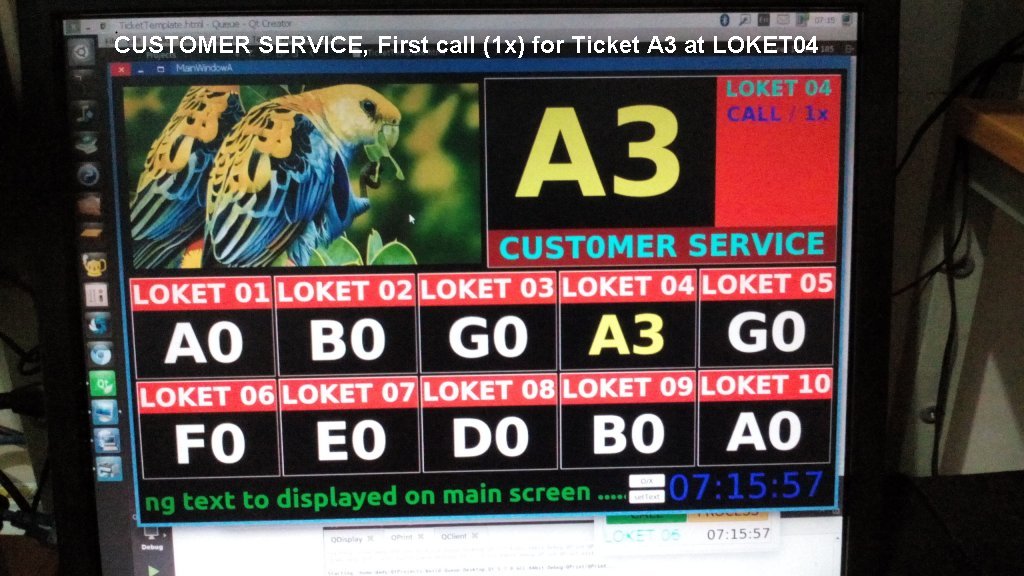 TicketTemplate.html - Queue - Qt Creator
07:15
CUSTOMER SERVICE, First call (1x) for Ticket A3 at LOKET04
MainWindowA
A3
LOKET 04
CALL / 1x
CUST0MER SERVICE
LOKET 01 LOKET 02 LOKET 03 LOKET 04 LOKET 05
A0 B0 G0 A3 G0
LOKET 06 LOKET 07 LOKET 08 LOKET 09 LOKET 10
F0 E0 D0 B0 A0
ng text to displayed on main screen .....
setText
07:15:57
LOKET 06 07:15:57
Debug
QDisplay QPrint QClient